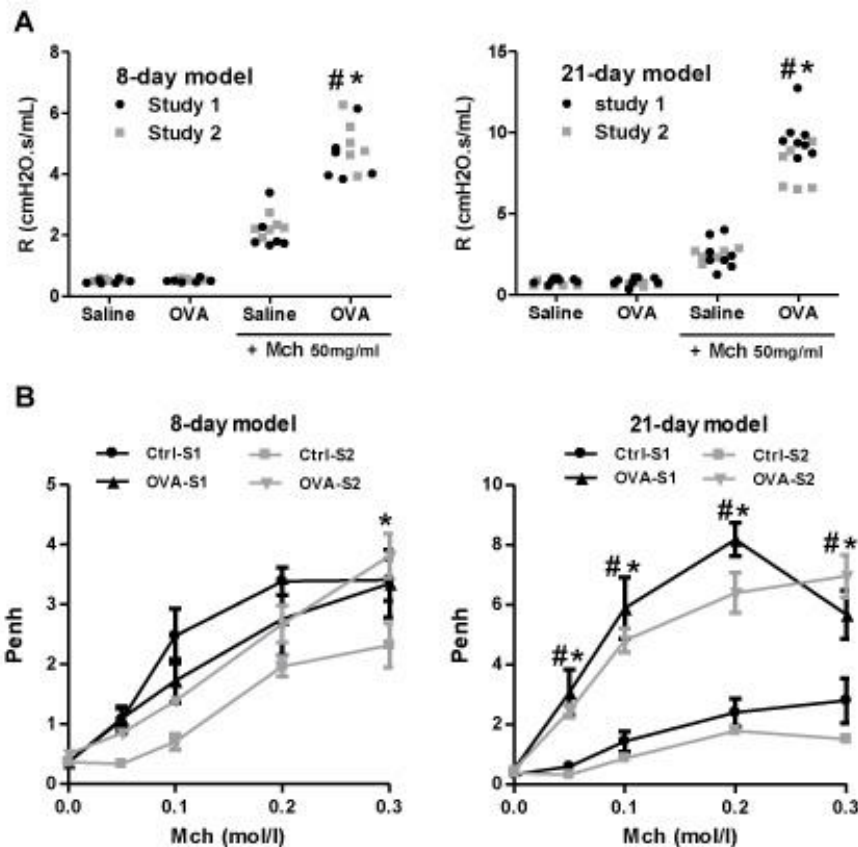 A
8-day model
Study 1
Study 2
# *
R (cmH2O.s/mL)
8
6
4
2
0
Saline
OVA
Saline
OVA
+ Mch 50mg/ml
21-day model
study 1
Study 2
# *
R (cmH2O.s/mL)
15
10
5
0
Saline
OVA
Saline
OVA
+ Mch 50mg/ml
B
8-day model
Ctrl-S1
Ctrl-S2
OVA-S1
OVA-S2
*
Penh
5
4
3
2
1
0
0.0
0.1
0.2
0.3
Mch (mol/l)
21-day model
Ctrl-S1
Ctrl-S2
OVA-S1
OVA-S2
#*
#*
#*
#*
Penh
10
8
6
4
2
0
0.0
0.1
0.2
0.3
Mch (mol/l)